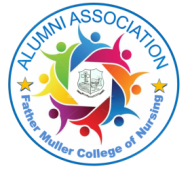 ALUMNI ASSOCIATION
Father Muller College of Nursing